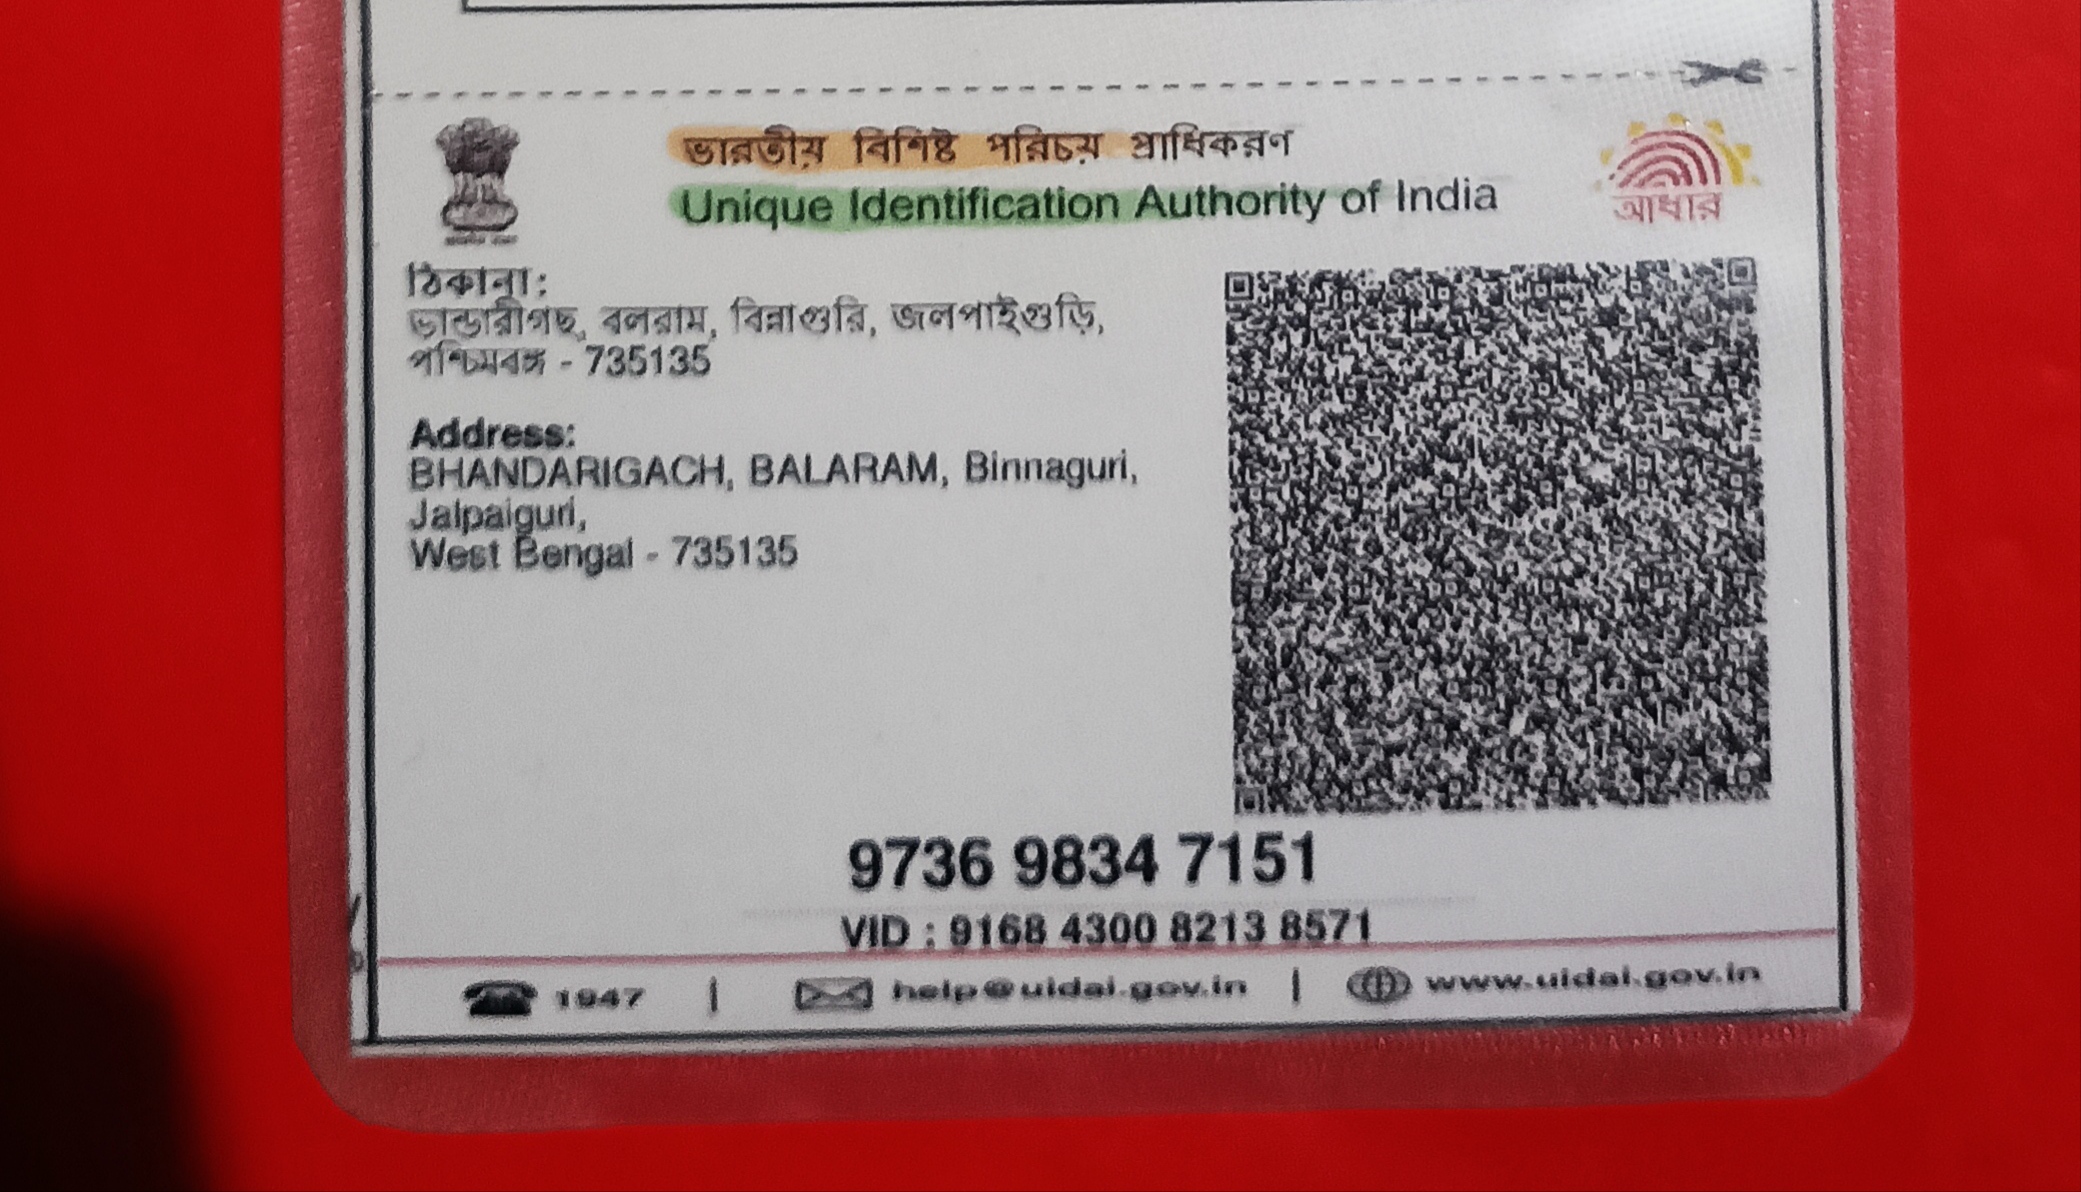 ভারতীয় বিশিষ্ট পরিচয় প্রাধিকরণ
Unique Identification Authority of India
আধার
ঠিকানা:
ভান্ডারীগছ, বলরাম, বিন্নাগুরি, জলপাইগুড়ি,
পশ্চিমবঙ্গ - 735135
Address:
BHANDARIGACH, BALARAM, Binnaguri,
Jalpaiguri,
West Bengal - 735135
9736 9834 7151
VID : 9168 4300 8213 8571
1947 | help@uidai.gov.in | www.uidai.gov.in